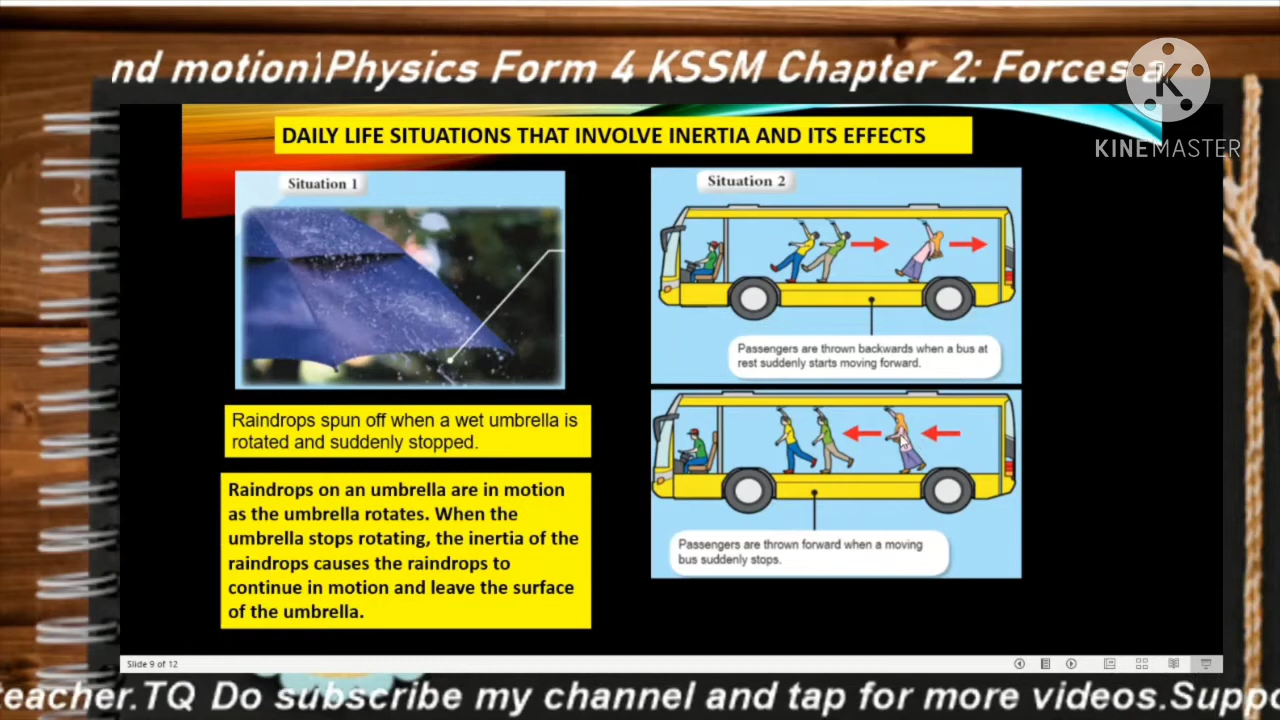 nd motion\Physics Form 4 KSSM Chapter 2: Forces a
K
KINEMASTER
DAILY LIFE SITUATIONS THAT INVOLVE INERTIA AND ITS EFFECTS
Situation 1
Raindrops spun off when a wet umbrella is
rotated and suddenly stopped.
Raindrops on an umbrella are in motion
as the umbrella rotates. When the
umbrella stops rotating, the inertia of the
raindrops causes the raindrops to
continue in motion and leave the surface
of the umbrella.
Situation 2
Passengers are thrown backwards when a bus at
rest suddenly starts moving forward.
Passengers are thrown forward when a moving
bus suddenly stops.
Slide 9 of 12
teacher.TQ Do subscribe my channel and tap for more videos.Suppo